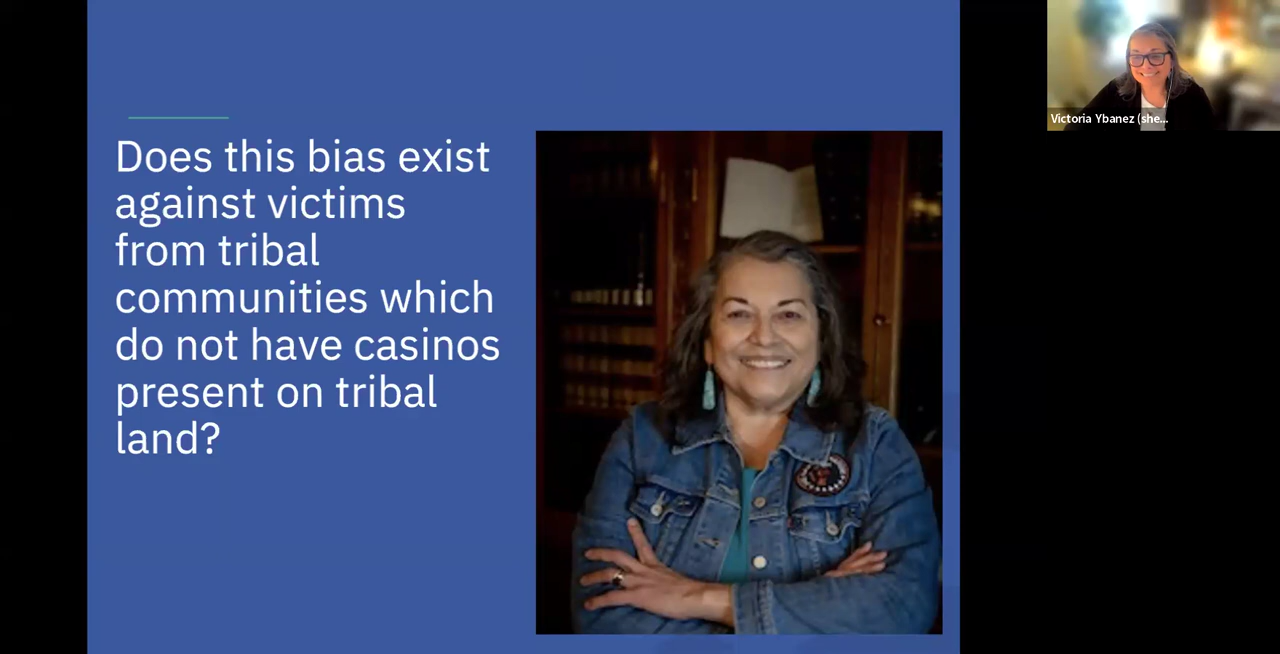 Does this bias exist
against victims
from tribal
communities which
do not have casinos
present on tribal
land?
Victoria Ybanez (she...